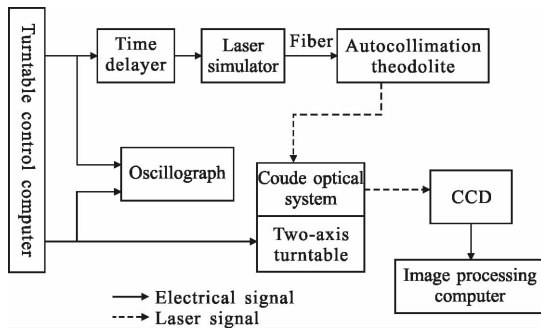 Turntable control computer
Time
delayer
Laser
simulator
Fiber
Autocollimation
theodolite
Oscillograph
Coude optical
system
Two-axis
turntable
CCD
Image processing
computer
Electrical signal
Laser signal